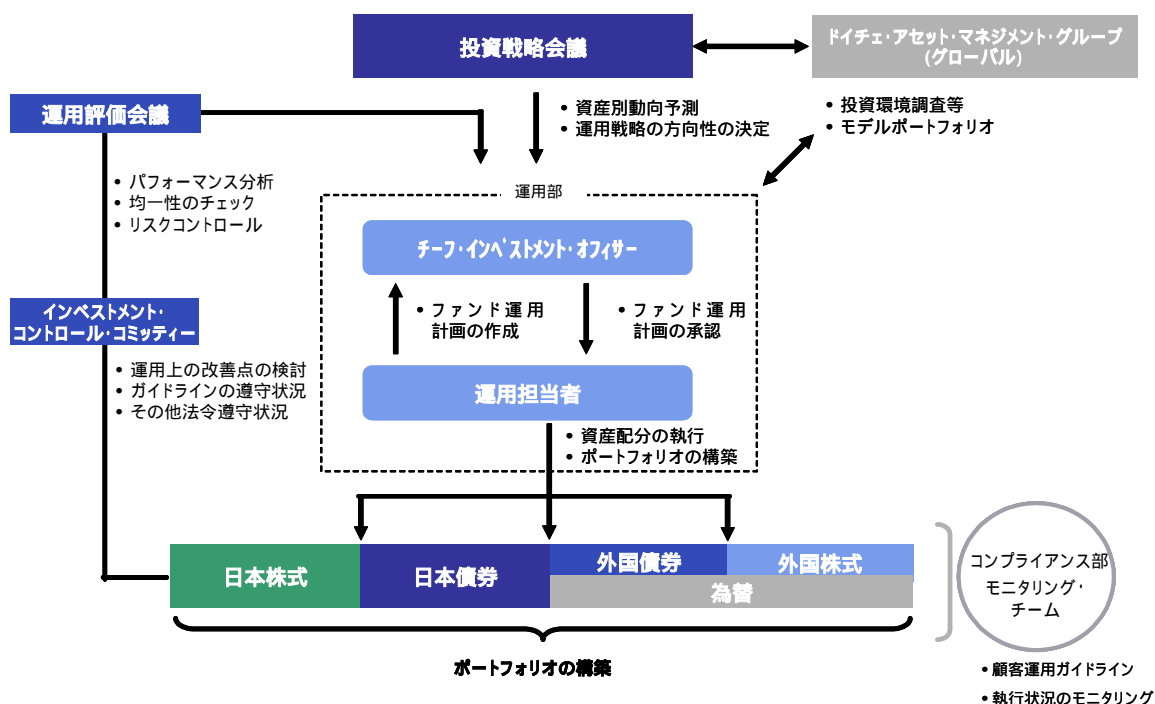 投資戦略会議
ドイチェ・アセット・マネジメント・グループ
(グローバル)
運用評価会議
• 資産別動向予測
• 運用戦略の方向性の決定
• 投資環境調査等
• モデルポートフォリオ
• パフォーマンス分析
• 均一性のチェック
• リスクコントロール
運用部
チーフ・インベストメント・オフィサー
• ファンド運用
計画の作成
• ファンド運用
計画の承認
インベストメント・
コントロール・コミッティー
• 運用上の改善点の検討
• ガイドラインの遵守状況
• その他法令遵守状況
運用担当者
• 資産配分の執行
• ポートフォリオの構築
日本株式
日本債券
外国債券
外国株式
為替
コンプライアンス部
モニタリング・
チーム
ポートフォリオの構築
• 顧客運用ガイドライン
• 執行状況のモニタリング